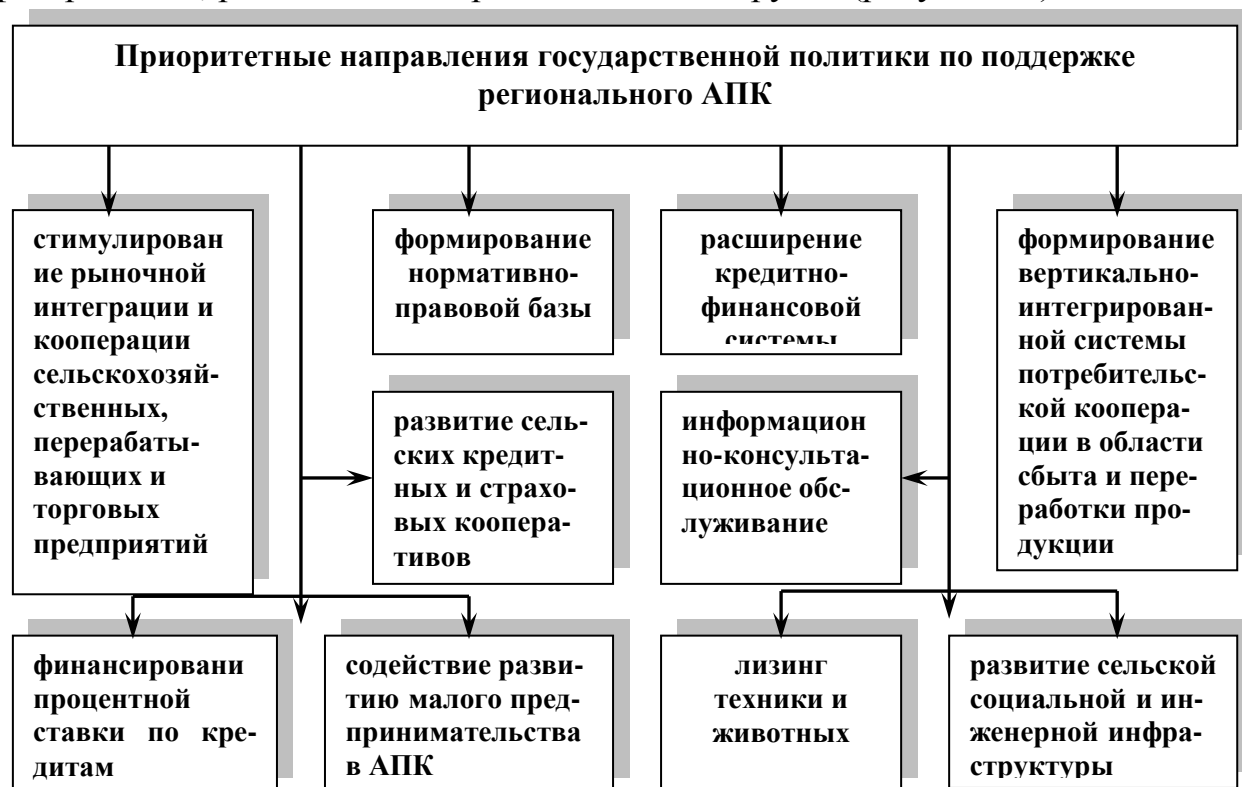 Приоритетные направления государственной политики по поддержке
регионального АПК
стимулирован
ие рыночной
интеграции и
кооперации
сельскохозяй-
ственных,
перерабаты-
вающих и
торговых
предприятий
формирование
нормативно-
правовой базы
расширение
кредитно-
финансовой
системы
формирование
вертикально-
интегрирован-
ной системы
потребительс-
кой коопера-
ции в области
сбыта и пере-
работки про-
дукции
развитие сель-
ских кредит-
ных и страхо-
вых коопера-
тивов
информацион
но-консульта-
ционное обс-
луживание
финансировани
процентной
ставки по кре-
дитам
содействие разви-
тию малого пред-
принимательства
в АПК
лизинг
техники и
животных
развитие сельской
социальной и ин-
женерной инфра-
структуры